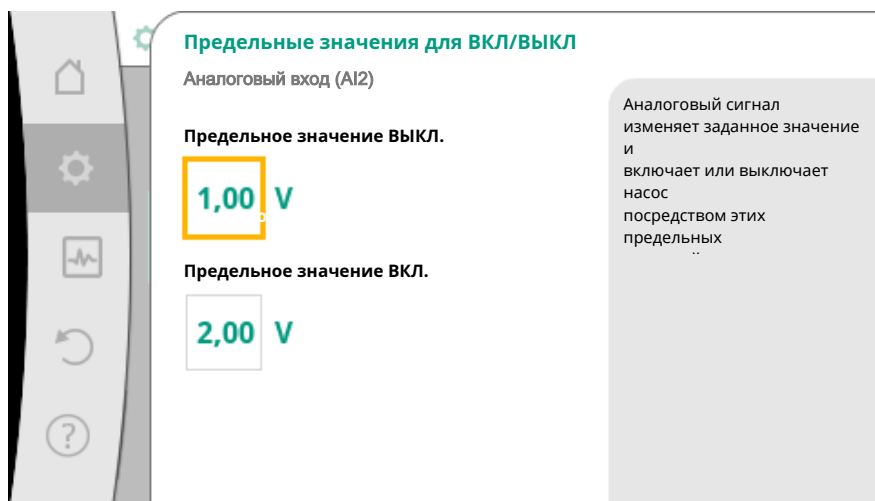 Предельные значения для ВКЛ/ВЫКЛ
Аналоговый вход (AI2)
Предельное значение ВЫКЛ.
1,00 V
Предельное значение ВКЛ.
2,00 V
Аналоговый сигнал
изменяет заданное значение
и
включает или выключает
насос
посредством этих
предельных
?